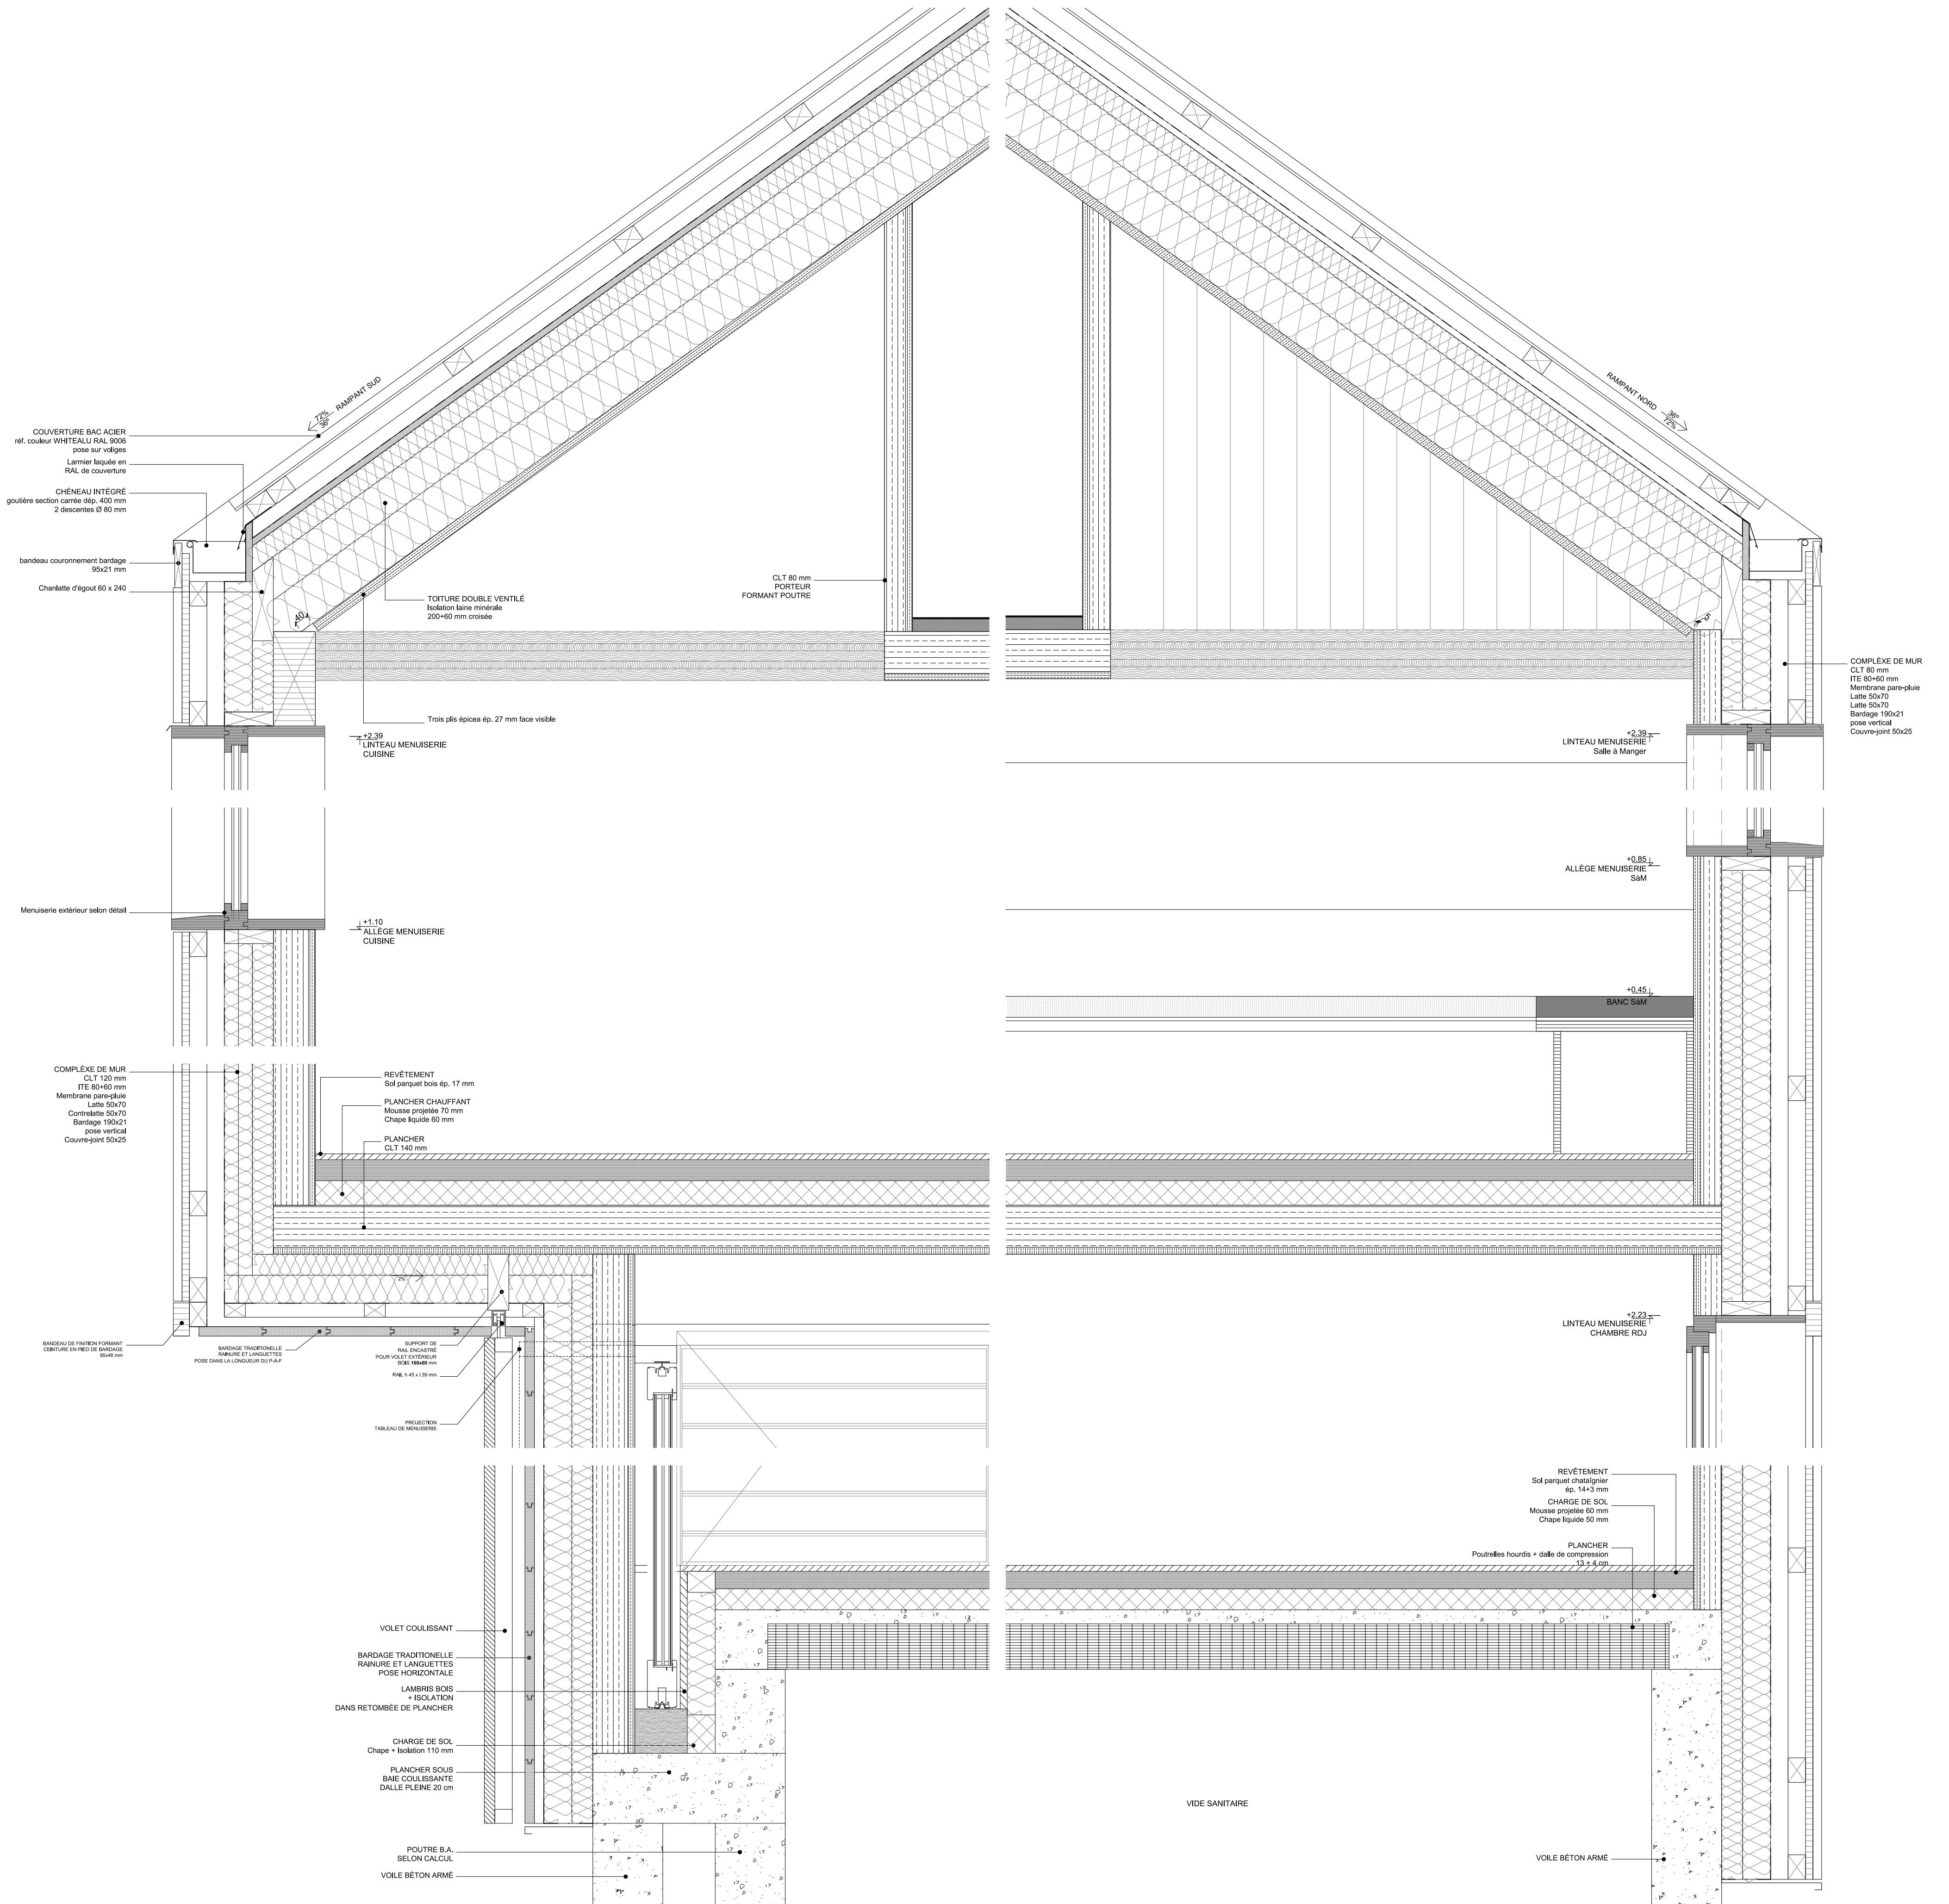 72%
36°
RAMPANT SUD
RAMPANT NORD
36°
72%
COUVERTURE BAC ACIER
réf. couleur WHITEALU RAL 9006
pose sur voliges
Larmier laquée en
RAL de couverture
CHÉNEAU INTÉGRÉ
goutière section carrée dép. 400 mm
2 descentes Ø 80 mm
bandeau couronnement bardage
95x21 mm
Chanlatte d'égout 60 x 240
40
TOITURE DOUBLE VENTILÉ
Isolation laine minérale
200+60 mm croisée
CLT 80 mm
PORTEUR
FORMANT POUTRE
5
COMPLÈXE DE MUR
CLT 80 mm
ITE 80+60 mm
Membrane pare-pluie
Latte 50x70
Latte 50x70
Bardage 190x21
pose vertical
Couvre-joint 50x25
Trois plis épicea ép. 27 mm face visible
+2.39
LINTEAU MENUISERIE
CUISINE
+2.39
LINTEAU MENUISERIE
Salle à Manger
+0.85
ALLÈGE MENUISERIE
SàM
Menuiserie extérieur selon détail
+1.10
ALLÈGE MENUISERIE
CUISINE
+0.45
BANC SàM
COMPLÈXE DE MUR
CLT 120 mm
ITE 80+60 mm
Membrane pare-pluie
Latte 50x70
Contrelatte 50x70
Bardage 190x21
pose vertical
Couvre-joint 50x25
REVÊTEMENT
Sol parquet bois ép. 17 mm
PLANCHER CHAUFFANT
Mousse projetée 70 mm
Chape liquide 60 mm
PLANCHER
CLT 140 mm
2%
BANDEAU DE FINITION FORMANT
CEINTURE EN PIED DE BARDAGE
95x46 mm
BARDAGE TRADITIONELLE
RAINURE ET LANGUETTES
POSE DANS LA LONGUEUR DU P-À-F
SUPPORT DE
RAIL ENCASTRÉ
POUR VOLET EXTÉRIEUR
BOIS 160x60 mm
RAIL h 45 x l 39 mm
PROJECTION
TABLEAU DE MENUISERIE
+2.23
LINTEAU MENUISERIE
CHAMBRE RDJ
REVÊTEMENT
Sol parquet chataîgnier
ép. 14+3 mm
CHARGE DE SOL
Mousse projetée 60 mm
Chape liquide 50 mm
PLANCHER
Poutrelles hourdis + dalle de compression
13 + 4 cm
VOLET COULISSANT
BARDAGE TRADITIONELLE
RAINURE ET LANGUETTES
POSE HORIZONTALE
LAMBRIS BOIS
+ ISOLATION
DANS RETOMBÉE DE PLANCHER
CHARGE DE SOL
Chape + Isolation 110 mm
PLANCHER SOUS
BAIE COULISSANTE
DALLE PLEINE 20 cm
VIDE SANITAIRE
POUTRE B.A.
SELON CALCUL
VOILE BÉTON ARMÉ
VOILE BÉTON ARMÉ